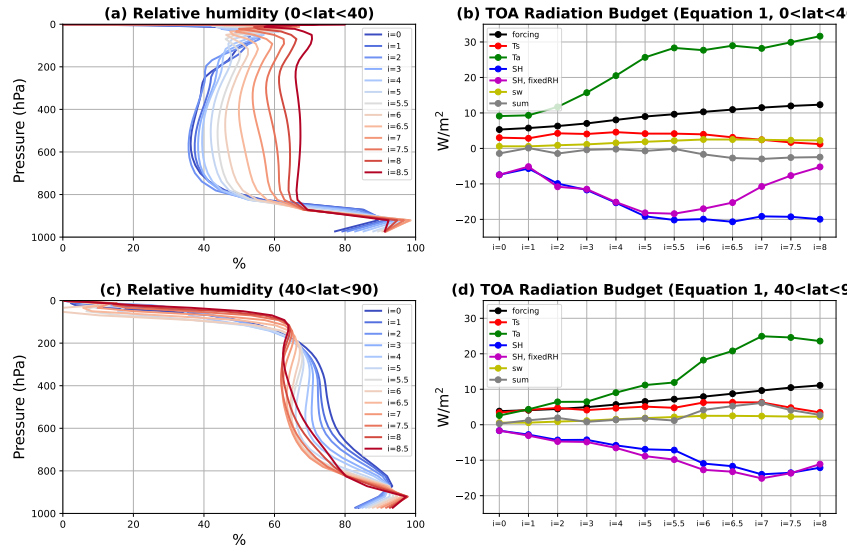 (a) Relative humidity (0<lat<40)
Pressure (hPa)
0
200
400
600
800
1000
0
20
40
60
80
100
%
i=0
i=1
i=2
i=3
i=4
i=5
i=5.5
i=6
i=6.5
i=7
i=7.5
i=8
i=8.5
(b) TOA Radiation Budget (Equation 1, 0<lat<40
W/m²
30
20
10
0
−10
−20
forcing
Ts
Ta
SH
SH, fixedRH
sw
sum
i=0
i=1
i=2
i=3
i=4
i=5
i=5.5
i=6
i=6.5
i=7
i=7.5
i=8
(c) Relative humidity (40<lat<90)
Pressure (hPa)
0
200
400
600
800
1000
0
20
40
60
80
100
%
i=0
i=1
i=2
i=3
i=4
i=5
i=5.5
i=6
i=6.5
i=7
i=7.5
i=8
i=8.5
(d) TOA Radiation Budget (Equation 1, 40<lat<9
W/m²
30
20
10
0
−10
−20
forcing
Ts
Ta
SH
SH, fixedRH
sw
sum
i=0
i=1
i=2
i=3
i=4
i=5
i=5.5
i=6
i=6.5
i=7
i=7.5
i=8